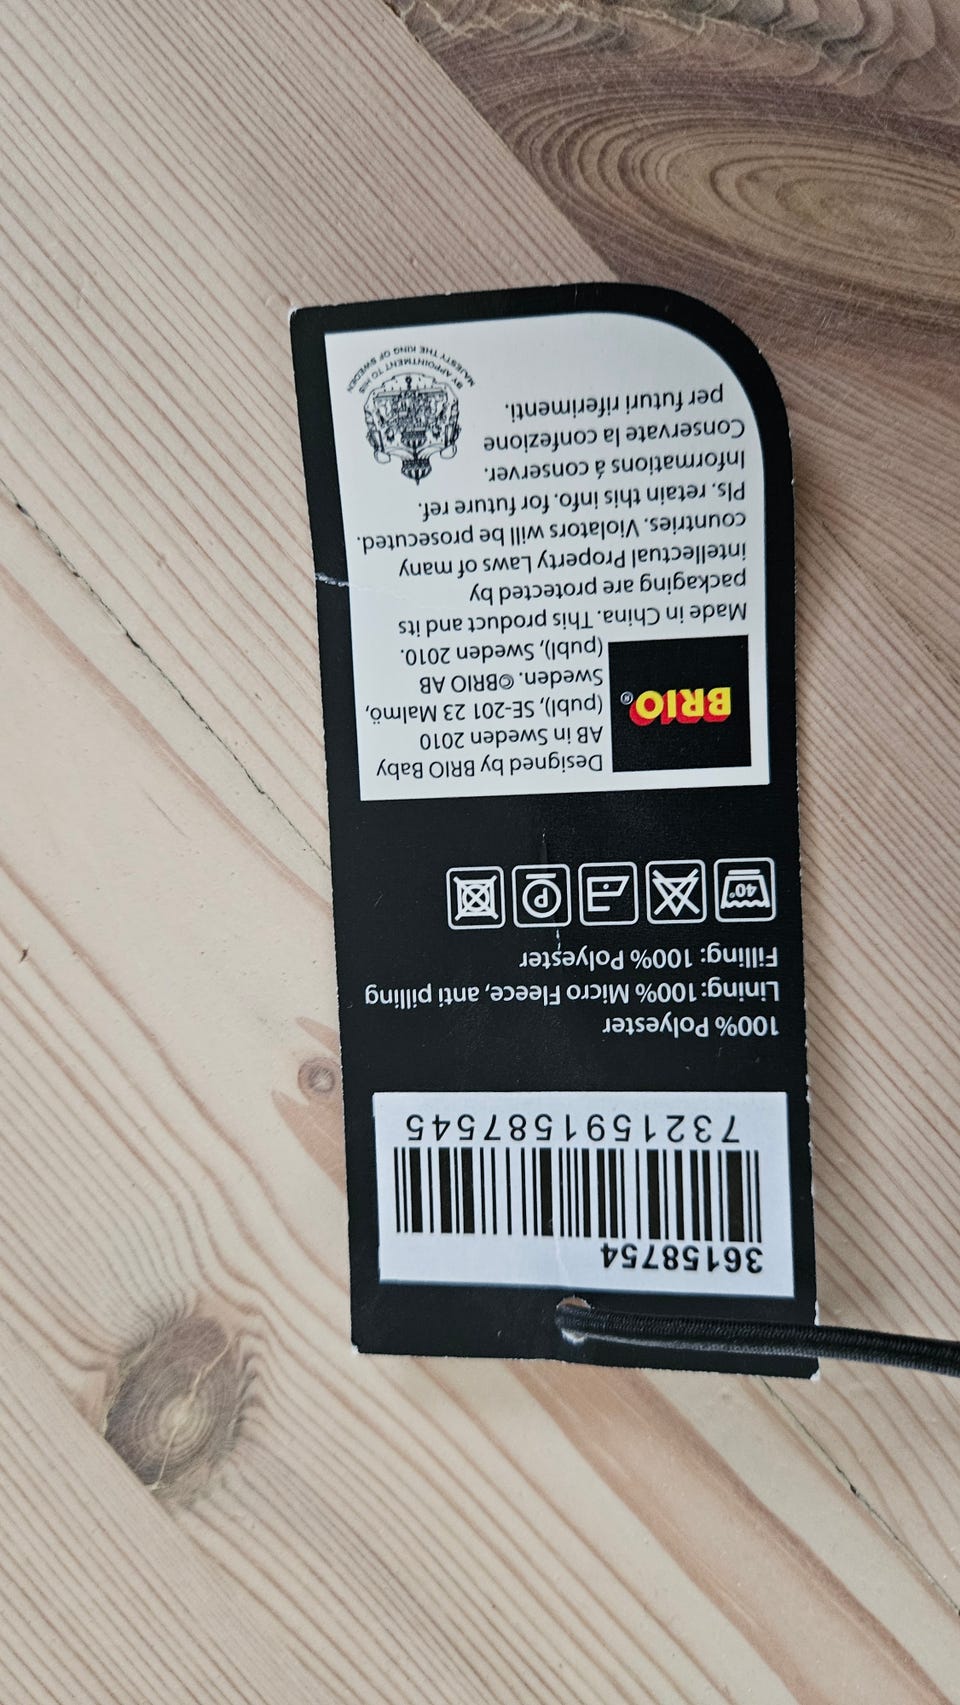 36158754
7321591587545
100% Polyester
Lining: 100% Micro Fleece, anti pilling
Filling: 100% Polyester
40°
P
BRIO®
Designed by BRIO Baby
AB in Sweden 2010
(publ), SE-201 23 Malmö,
Sweden. ©BRIO AB
(publ), Sweden 2010.
Made in China. This product and its
packaging are protected by
intellectual Property Laws of many
countries. Violators will be prosecuted.
Pls. retain this info. for future ref.
Informations á conserver.
Conservate la confezione
per futuri riferimenti.
BY APPOINTMENT TO HIS
MAJESTY THE KING OF SWEDEN